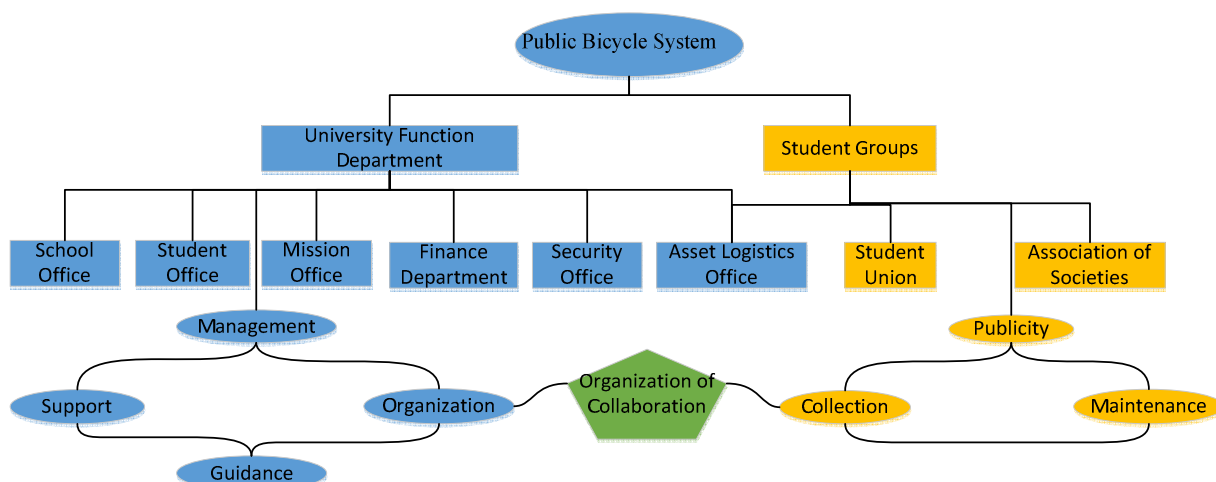 Public Bicycle System
University Function
Department
Student Groups
School
Office
Student
Office
Mission
Office
Finance
Department
Security
Office
Asset Logistics
Office
Student
Union
Association of
Societies
Management
Publicity
Support
Organization
Organization of
Collaboration
Collection
Maintenance
Guidance